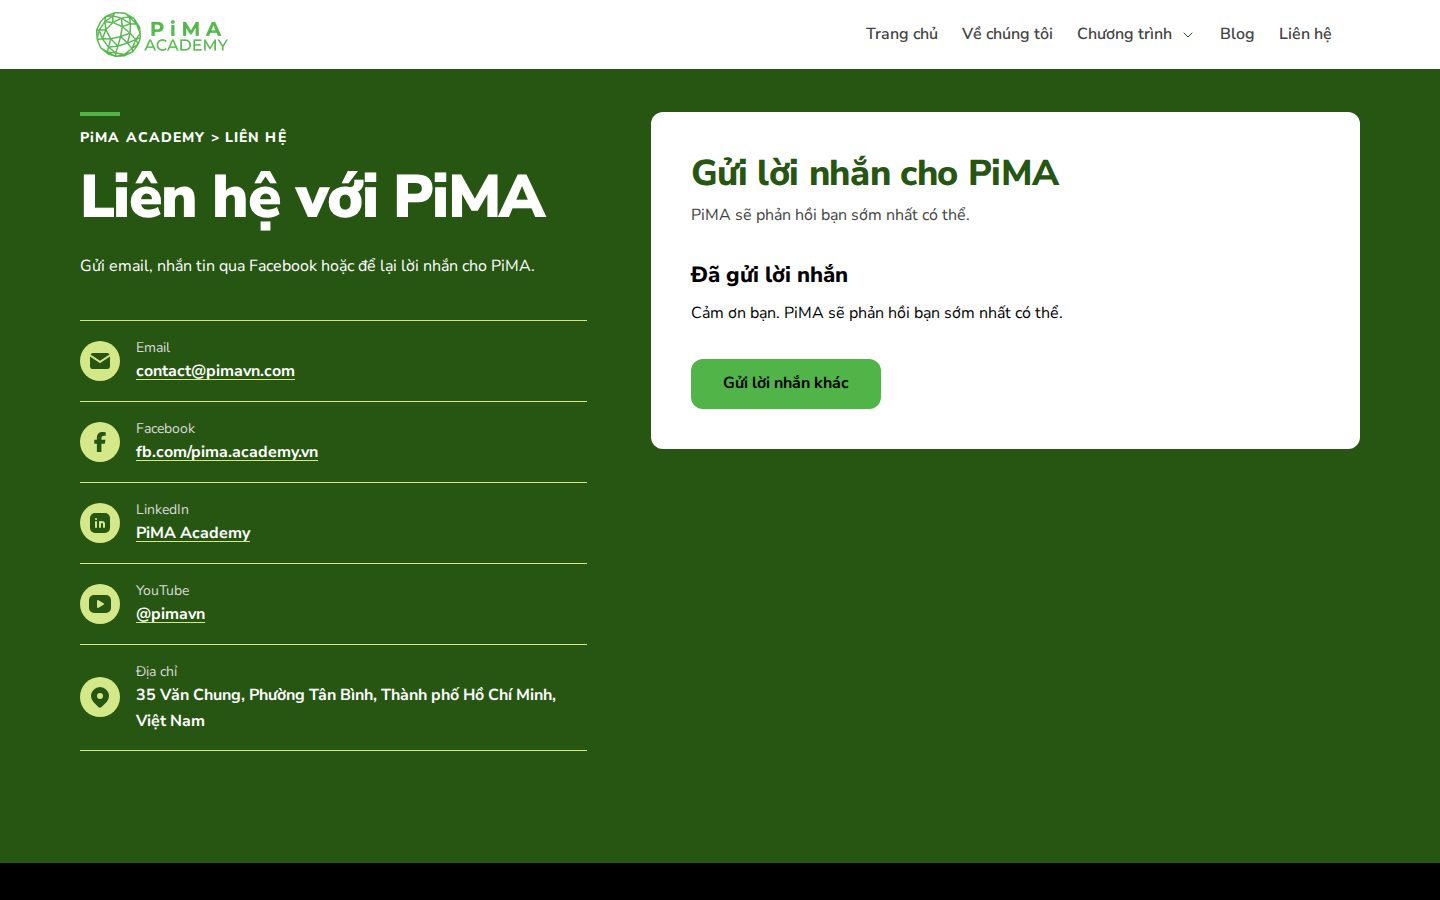 PiMA
ACADEMY
Trang chủ
Về chúng tôi
Chương trình
Blog
Liên hệ
PiMA ACADEMY > LIÊN HỆ
Liên hệ với PiMA
Gửi email, nhắn tin qua Facebook hoặc để lại lời nhắn cho PiMA.
Email
contact@pimavn.com
Facebook
fb.com/pima.academy.vn
LinkedIn
PiMA Academy
YouTube
@pimavn
Địa chỉ
35 Văn Chung, Phường Tân Bình, Thành phố Hồ Chí Minh,
Việt Nam
Gửi lời nhắn cho PiMA
PiMA sẽ phản hồi bạn sớm nhất có thể.
Đã gửi lời nhắn
Cảm ơn bạn. PiMA sẽ phản hồi bạn sớm nhất có thể.
Gửi lời nhắn khác